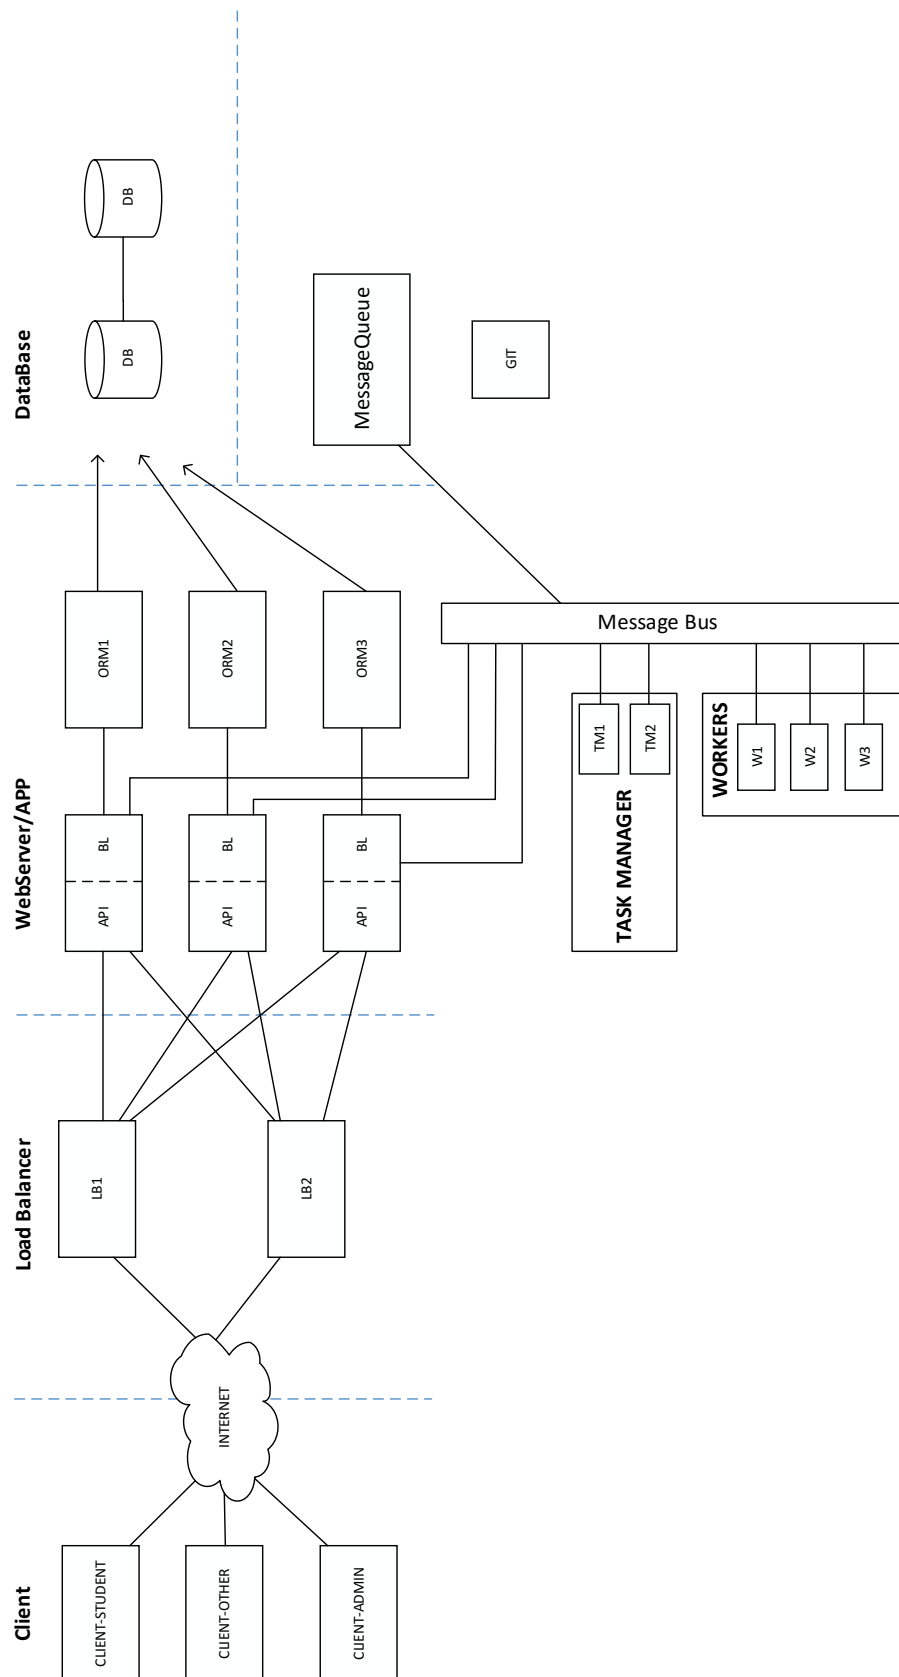 Client
Load Balancer
WebServer/APP
DataBase
CLIENT-STUDENT
CLIENT-OTHER
CLIENT-ADMIN
INTERNET
LB1
LB2
API
BL
API
BL
API
BL
ORM1
ORM2
ORM3
DB
DB
MessageQueue
GIT
Message Bus
TASK MANAGER
TM1
TM2
WORKERS
W1
W2
W3